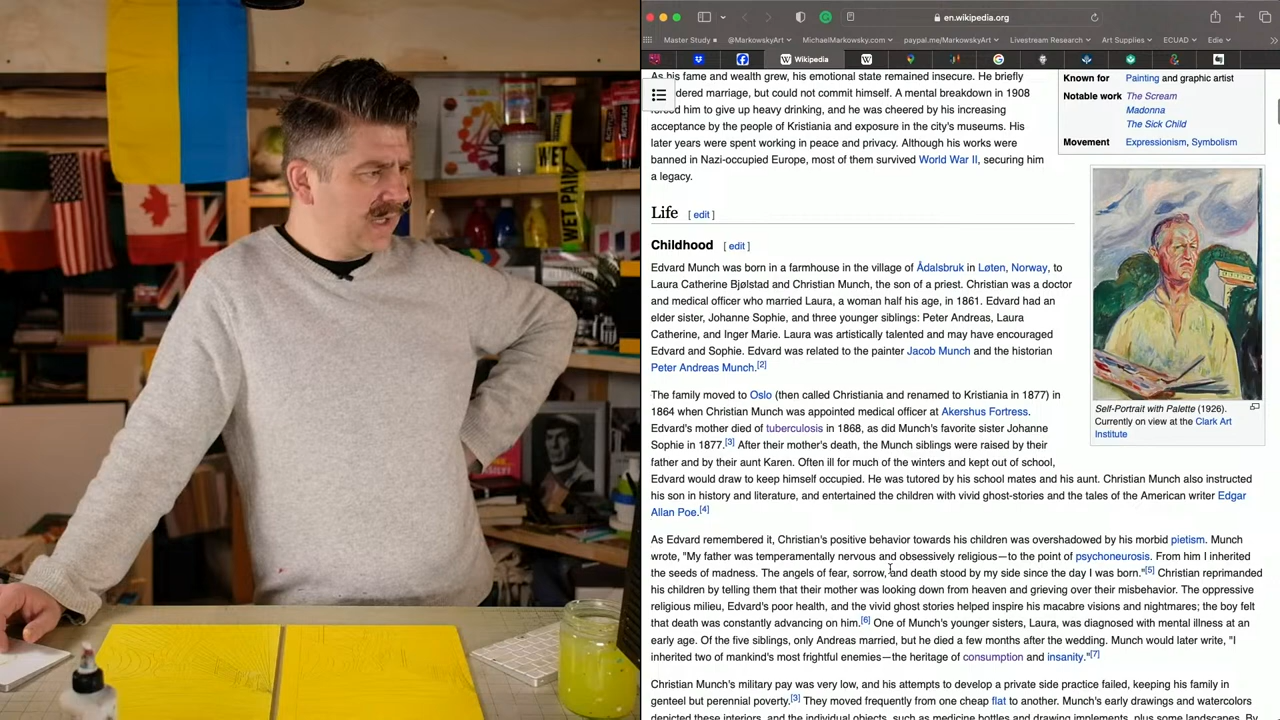 WET PAINT
WET PAIN
ACRYLIC
en.wikipedia.org
Master Study
@MarkowskyArt
MichaelMarkowsky.com
paypal.me/MarkowskyArt
Livestream Research
Art Supplies
ECUAD
Edie
Wikipedia
As his fame and wealth grew, his emotional state remained insecure. He briefly
dered marriage, but could not commit himself. A mental breakdown in 1908
him to give up heavy drinking, and he was cheered by his increasing
acceptance by the people of Kristiania and exposure in the city's museums. His
later years were spent working in peace and privacy. Although his works were
banned in Nazi-occupied Europe, most of them survived World War II, securing him
a legacy.
Known for Painting and graphic artist
Notable work The Scream
Madonna
The Sick Child
Movement Expressionism, Symbolism
Self-Portrait with Palette (1926).
Currently on view at the Clark Art
Institute
Life [ edit ]
Childhood [ edit ]
Edvard Munch was born in a farmhouse in the village of Ådalsbruk in Løten, Norway, to
Laura Catherine Bjølstad and Christian Munch, the son of a priest. Christian was a doctor
and medical officer who married Laura, a woman half his age, in 1861. Edvard had an
elder sister, Johanne Sophie, and three younger siblings: Peter Andreas, Laura
Catherine, and Inger Marie. Laura was artistically talented and may have encouraged
Edvard and Sophie. Edvard was related to the painter Jacob Munch and the historian
Peter Andreas Munch.[2]
The family moved to Oslo (then called Christiania and renamed to Kristiania in 1877) in
1864 when Christian Munch was appointed medical officer at Akershus Fortress.
Edvard's mother died of tuberculosis in 1868, as did Munch's favorite sister Johanne
Sophie in 1877.[3] After their mother's death, the Munch siblings were raised by their
father and by their aunt Karen. Often ill for much of the winters and kept out of school,
Edvard would draw to keep himself occupied. He was tutored by his school mates and his aunt. Christian Munch also instructed
his son in history and literature, and entertained the children with vivid ghost-stories and the tales of the American writer Edgar
Allan Poe.[4]
As Edvard remembered it, Christian's positive behavior towards his children was overshadowed by his morbid pietism. Munch
wrote, "My father was temperamentally nervous and obsessively religious—to the point of psychoneurosis. From him I inherited
the seeds of madness. The angels of fear, sorrow, and death stood by my side since the day I was born."[5] Christian reprimanded
his children by telling them that their mother was looking down from heaven and grieving over their misbehavior. The oppressive
religious milieu, Edvard's poor health, and the vivid ghost stories helped inspire his macabre visions and nightmares; the boy felt
that death was constantly advancing on him.[6] One of Munch's younger sisters, Laura, was diagnosed with mental illness at an
early age. Of the five siblings, only Andreas married, but he died a few months after the wedding. Munch would later write, "I
inherited two of mankind's most frightful enemies—the heritage of consumption and insanity."[7]
Christian Munch's military pay was very low, and his attempts to develop a private side practice failed, keeping his family in
genteel but perennial poverty.[3] They moved frequently from one cheap flat to another. Munch's early drawings and watercolors
depicted these interiors, and the individual objects, such as medicine bottles and drawing implements, plus some landscapes. By